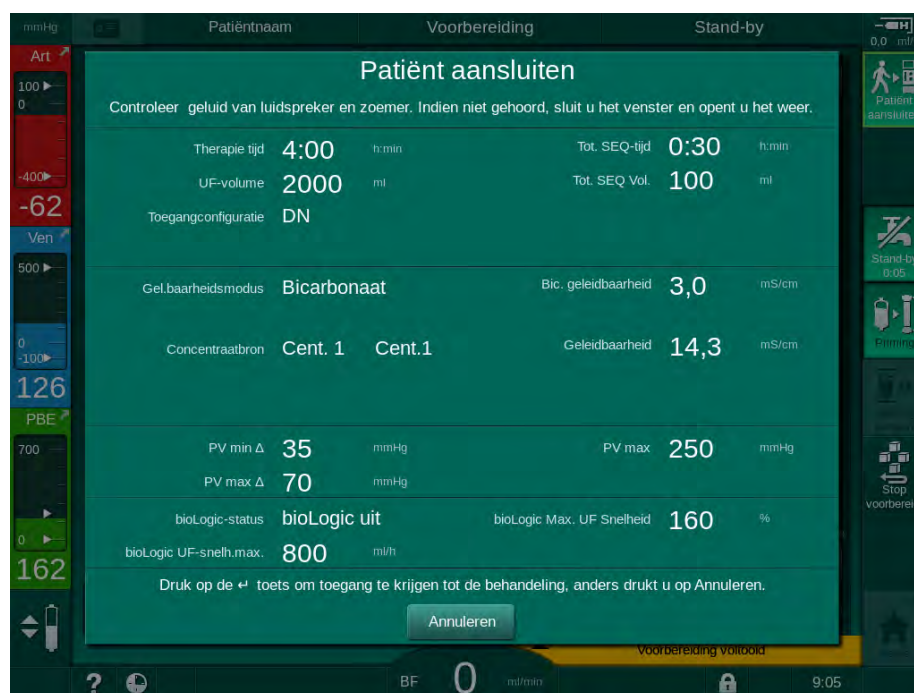 mmHg
Patiëntnaam
Voorbereiding
Stand-by
0,0 ml/
Art
100
0
-400
-62
Ven
500
0
-100
126
PBE
700
0
162
Patiënt aansluiten
Controleer geluid van luidspreker en zoemer. Indien niet gehoord, sluit u het venster en opent u het weer.
Therapie tijd 4:00 h:min Tot. SEQ-tijd 0:30 h:min
UF-volume 2000 ml Tot. SEQ Vol. 100 ml
Toegangconfiguratie DN
Gel.baarheidsmodus Bicarbonaat Bic. geleidbaarheid 3,0 mS/cm
Concentraatbron Cent. 1 Cent.1 Geleidbaarheid 14,3 mS/cm
PV min Δ 35 mmHg PV max 250 mmHg
PV max Δ 70 mmHg
bioLogic-status bioLogic uit bioLogic Max. UF Snelheid 160 %
bioLogic UF-snelh.max. 800 ml/h
Druk op de ↵ toets om toegang te krijgen tot de behandeling, anders drukt u op Annuleren.
Annuleren
Patiënt
aansluite
Stand-by
0:05
Priming
Stop
voorberei
Voorbereiding voltooid
? BF 0 ml/min 9:05